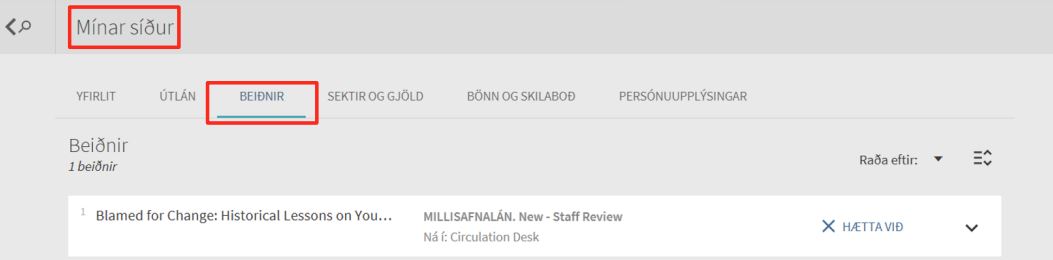 Mínar síður
YFIRLIT ÚTLÁN BEIÐNIR SEKTIR OG GJÖLD BÖNN OG SKILABOÐ PERSÓNUUPPLÝSINGAR
Beiðnir
1 beiðnir
Raða eftir:
1 Blamed for Change: Historical Lessons on You... MILLISAFNALÁN. New - Staff Review
Ná í: Circulation Desk
HÆTTA VIÐ